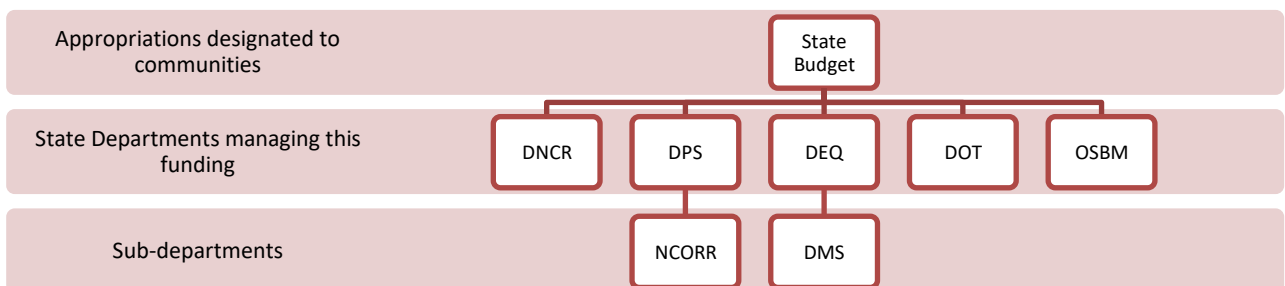 Appropriations designated to
communities
State
Budget
State Departments managing this
funding
DNCR
DPS
DEQ
DOT
OSBM
Sub-departments
NCORR
DMS